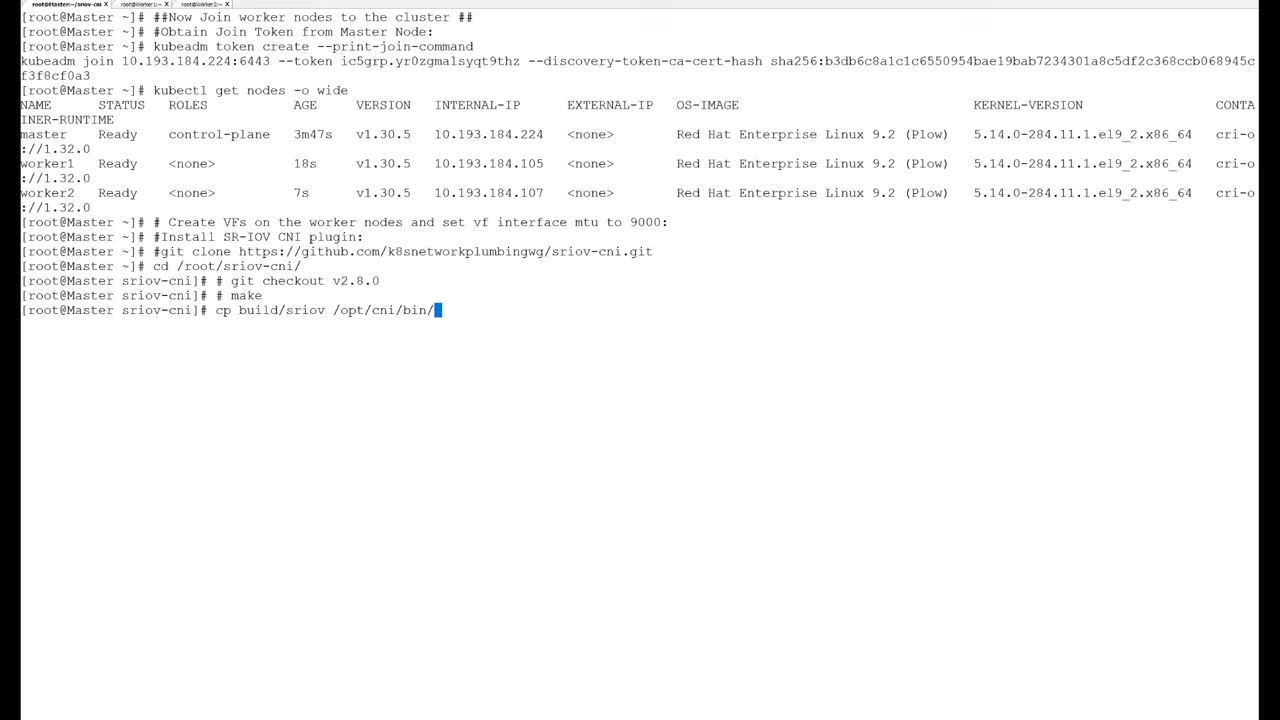 root@Master:~/sriov-cni X root@Worker1:~ X root@Worker2:~ X
[root@Master ~]# ##Now Join worker nodes to the cluster ##
[root@Master ~]# #Obtain Join Token from Master Node:
[root@Master ~]# kubeadm token create --print-join-command
kubeadm join 10.193.184.224:6443 --token ic5grp.yr0zgmalsyqt9thz --discovery-token-ca-cert-hash sha256:b3db6c8a1c1c6550954bae19bab7234301a8c5df2c368ccb068945c
f3f8cf0a3
[root@Master ~]# kubectl get nodes -o wide
NAME STATUS ROLES AGE VERSION INTERNAL-IP EXTERNAL-IP OS-IMAGE KERNEL-VERSION CONTA
INER-RUNTIME
master Ready control-plane 3m47s v1.30.5 10.193.184.224 <none> Red Hat Enterprise Linux 9.2 (Plow) 5.14.0-284.11.1.el9_2.x86_64 cri-o
://1.32.0
worker1 Ready <none> 18s v1.30.5 10.193.184.105 <none> Red Hat Enterprise Linux 9.2 (Plow) 5.14.0-284.11.1.el9_2.x86_64 cri-o
://1.32.0
worker2 Ready <none> 7s v1.30.5 10.193.184.107 <none> Red Hat Enterprise Linux 9.2 (Plow) 5.14.0-284.11.1.el9_2.x86_64 cri-o
://1.32.0
[root@Master ~]# # Create VFs on the worker nodes and set vf interface mtu to 9000:
[root@Master ~]# #Install SR-IOV CNI plugin:
[root@Master ~]# #git clone https://github.com/k8snetworkplumbingwg/sriov-cni.git
[root@Master ~]# cd /root/sriov-cni/
[root@Master sriov-cni]# # git checkout v2.8.0
[root@Master sriov-cni]# # make
[root@Master sriov-cni]# cp build/sriov /opt/cni/bin/